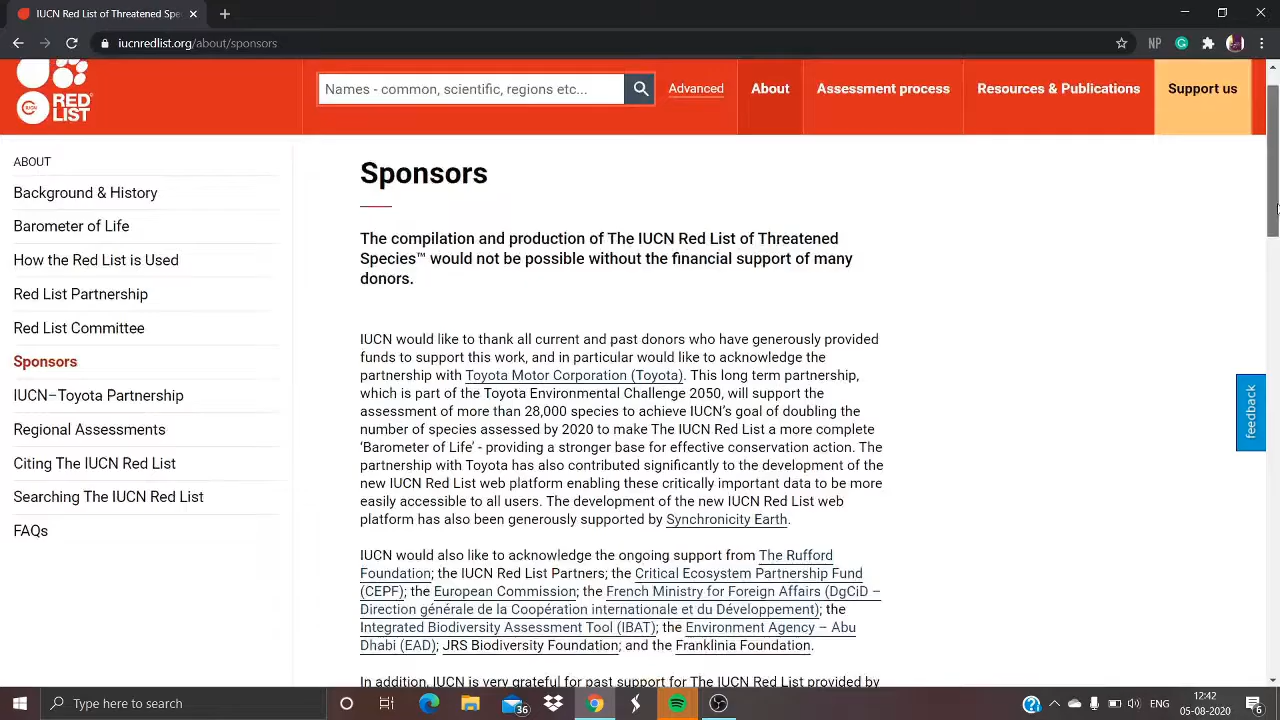 IUCN Red List of Threatened Spe
iucnredlist.org/about/sponsors
NP
IUCN
RED
LIST
Names - common, scientific, regions etc...
Advanced
About
Assessment process
Resources & Publications
Support us
ABOUT
Background & History
Barometer of Life
How the Red List is Used
Red List Partnership
Red List Committee
Sponsors
IUCN–Toyota Partnership
Regional Assessments
Citing The IUCN Red List
Searching The IUCN Red List
FAQs
Sponsors
The compilation and production of The IUCN Red List of Threatened
Species™ would not be possible without the financial support of many
donors.
IUCN would like to thank all current and past donors who have generously provided
funds to support this work, and in particular would like to acknowledge the
partnership with Toyota Motor Corporation (Toyota). This long term partnership,
which is part of the Toyota Environmental Challenge 2050, will support the
assessment of more than 28,000 species to achieve IUCN's goal of doubling the
number of species assessed by 2020 to make The IUCN Red List a more complete
‘Barometer of Life’ - providing a stronger base for effective conservation action. The
partnership with Toyota has also contributed significantly to the development of the
new IUCN Red List web platform enabling these critically important data to be more
easily accessible to all users. The development of the new IUCN Red List web
platform has also been generously supported by Synchronicity Earth.
IUCN would also like to acknowledge the ongoing support from The Rufford
Foundation; the IUCN Red List Partners; the Critical Ecosystem Partnership Fund
(CEPF); the European Commission; the French Ministry for Foreign Affairs (DgCiD –
Direction générale de la Coopération internationale et du Développement); the
Integrated Biodiversity Assessment Tool (IBAT); the Environment Agency – Abu
Dhabi (EAD); JRS Biodiversity Foundation; and the Franklinia Foundation.
In addition, IUCN is very grateful for past support for The IUCN Red List provided by
feedback
Type here to search
36
ENG
12:42
05-08-2020
6